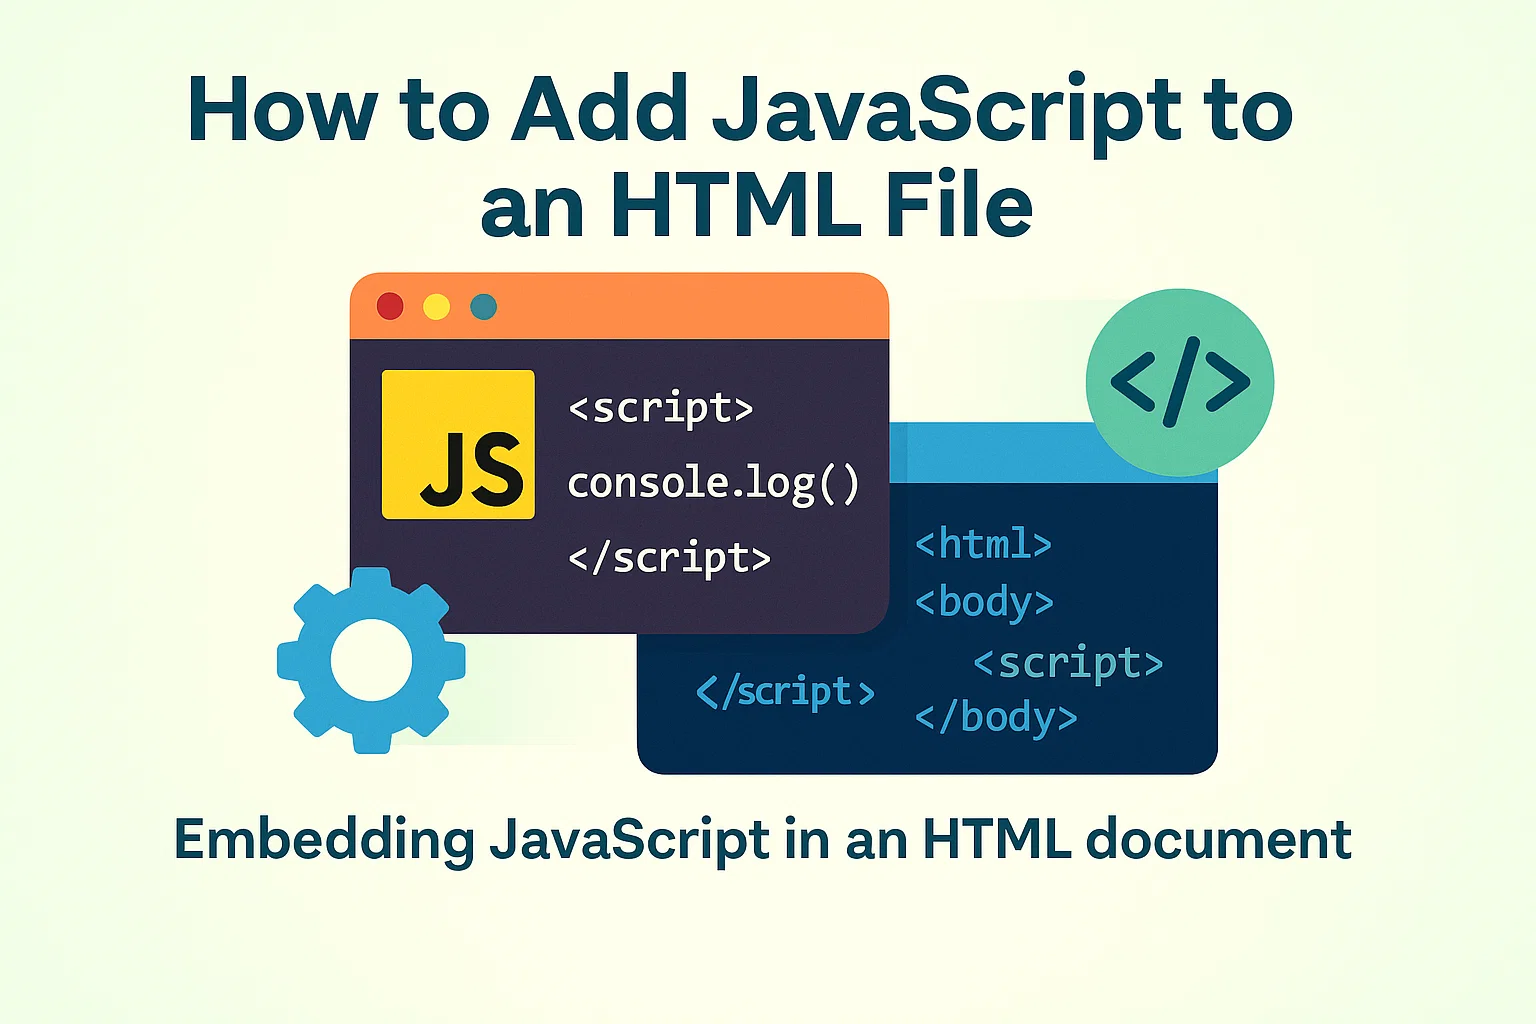 How to Add JavaScript to
an HTML File
JS
<script>
console.log()
</script>
</>
<html>
<body>
<script>
</script>
</body>
Embedding JavaScript in an HTML document